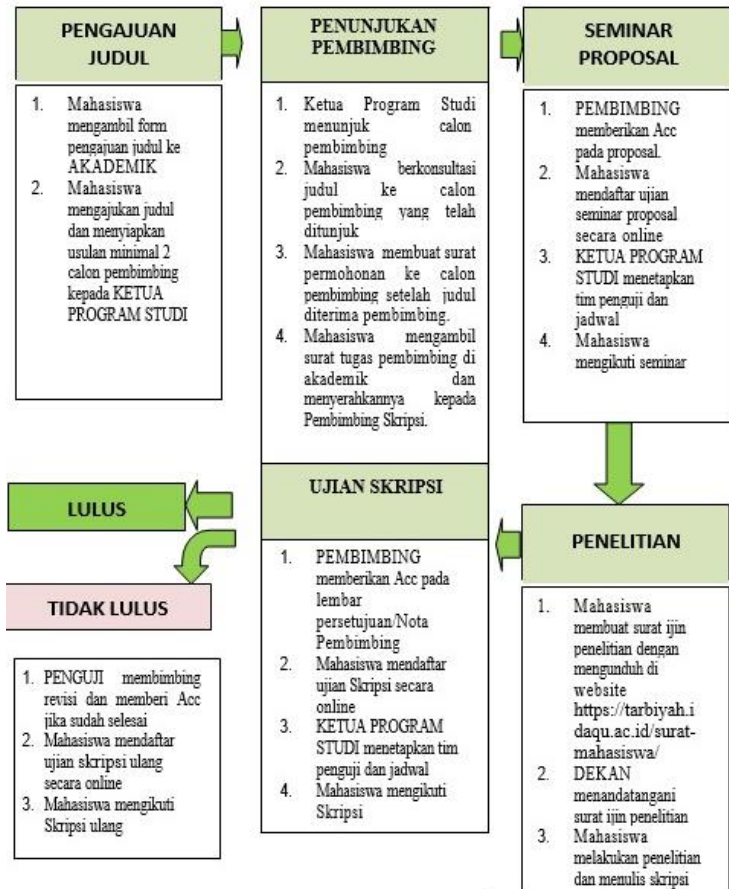 PENGAJUAN
JUDUL
1. Mahasiswa
mengambil form
pengajuan judul ke
AKADEMIK
2. Mahasiswa
mengajukan judul
dan menyiapkan
usulan minimal 2
calon pembimbing
kepada KETUA
PROGRAM STUDI
PENUNJUKAN
PEMBIMBING
1. Ketua Program Studi
menunjuk calon
pembimbing
2. Mahasiswa berkonsultasi
judul ke calon
pembimbing yang telah
ditunjuk
3. Mahasiswa membuat surat
permohonan ke calon
pembimbing setelah judul
diterima pembimbing.
4. Mahasiswa mengambil
surat tugas pembimbing di
akademik dan
menyerahkannya kepada
Pembimbing Skripsi.
SEMINAR
PROPOSAL
1. PEMBIMBING
memberikan Acc
pada proposal.
2. Mahasiswa
mendaftar ujian
seminar proposal
secara online
3. KETUA PROGRAM
STUDI menetapkan
tim penguji dan
jadwal
4. Mahasiswa
mengikuti seminar
PENELITIAN
1. Mahasiswa
membuat surat ijin
penelitian dengan
mengunduh di
website
https://tarbiyah.i
daqu.ac.id/surat-
mahasiswa/
2. DEKAN
menandatangani
surat ijin penelitian
3. Mahasiswa
melakukan penelitian
dan menulis skripsi
UJIAN SKRIPSI
1. PEMBIMBING
memberikan Acc pada
lembar
persetujuan/Nota
Pembimbing
2. Mahasiswa mendaftar
ujian Skripsi secara
online
3. KETUA PROGRAM
STUDI menetapkan tim
penguji dan jadwal
4. Mahasiswa mengikuti
Skripsi
LULUS
TIDAK LULUS
1. PENGUJI membimbing
revisi dan memberi Acc
jika sudah selesai
2. Mahasiswa mendaftar
ujian skripsi ulang
secara online
3. Mahasiswa mengikuti
Skripsi ulang